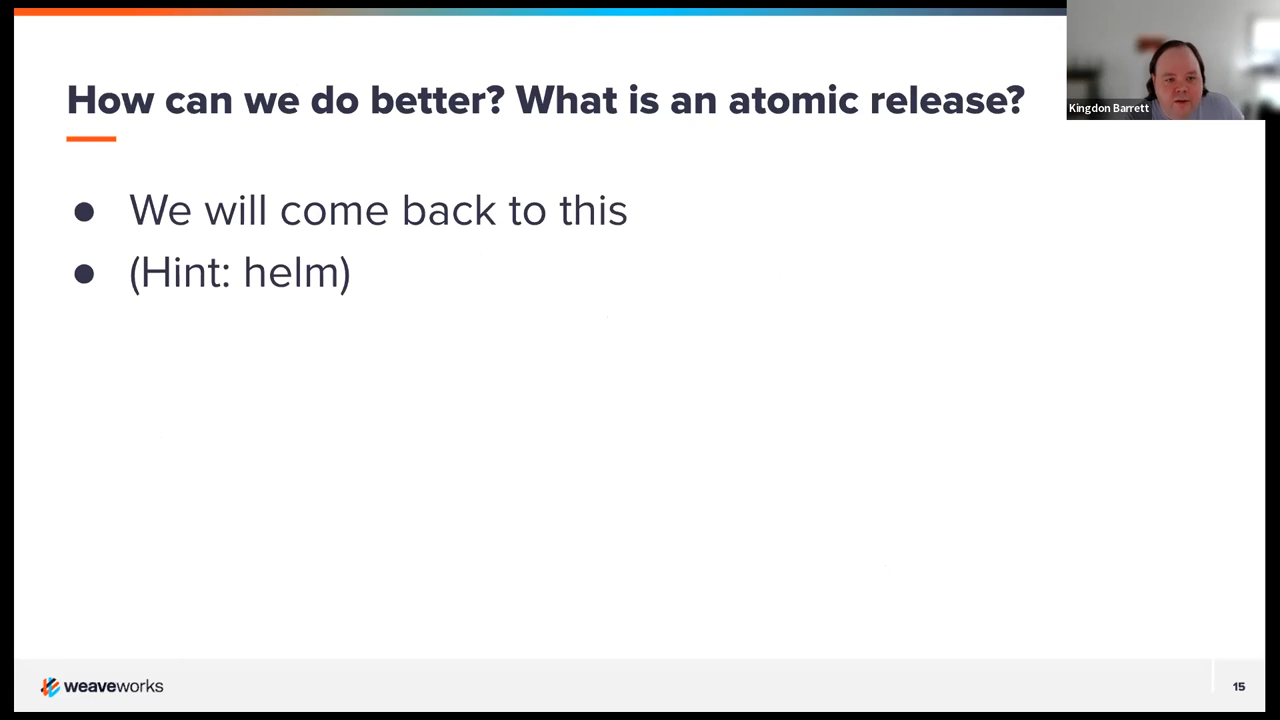 How can we do better? What is an atomic release?
Kingdon Barrett
● We will come back to this
● (Hint: helm)
weaveworks
15